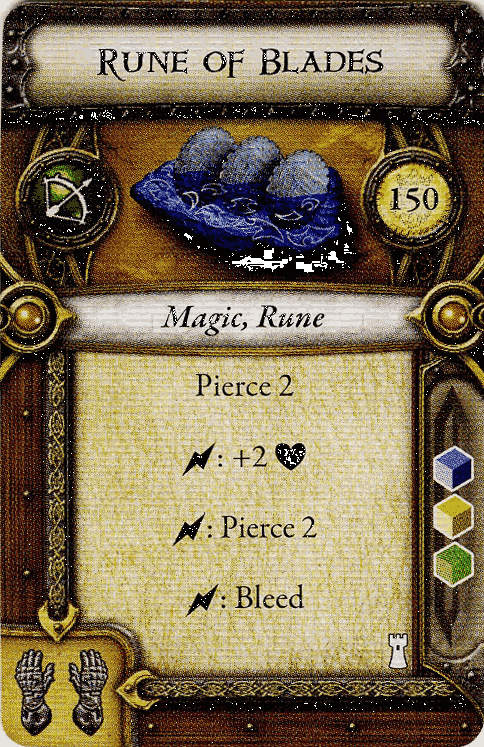 Rune of Blades
150
Magic, Rune
Pierce 2
: +2
: Pierce 2
: Bleed